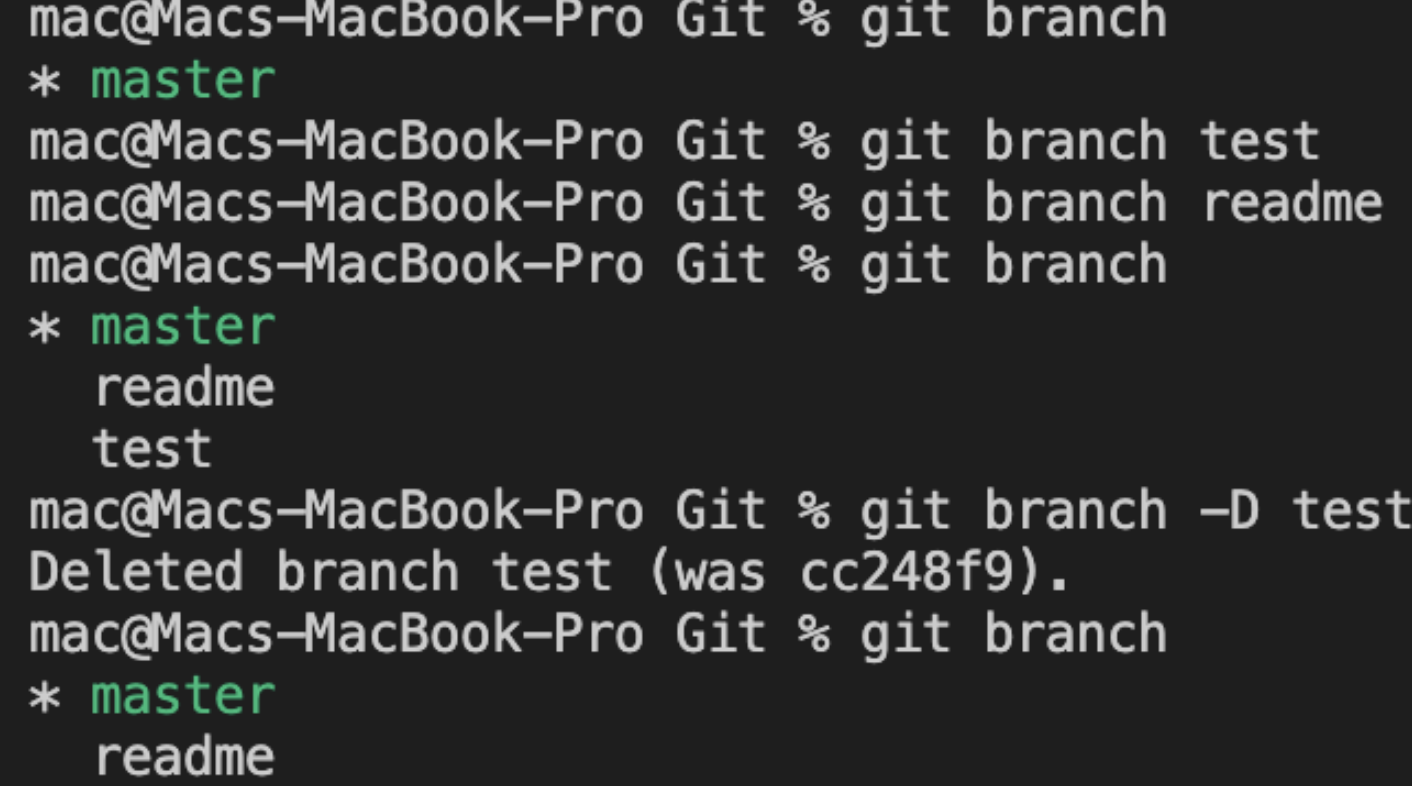 mac@Macs-MacBook-Pro Git % git branch
* master
mac@Macs-MacBook-Pro Git % git branch test
mac@Macs-MacBook-Pro Git % git branch readme
mac@Macs-MacBook-Pro Git % git branch
* master
  readme
  test
mac@Macs-MacBook-Pro Git % git branch -D test
Deleted branch test (was cc248f9).
mac@Macs-MacBook-Pro Git % git branch
* master
  readme